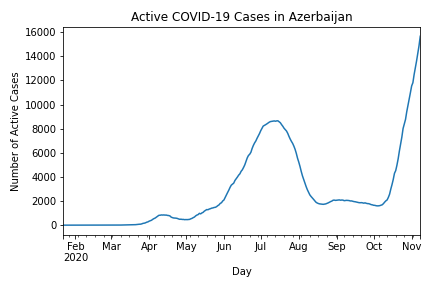 Active COVID-19 Cases in Azerbaijan
Number of Active Cases
16000
14000
12000
10000
8000
6000
4000
2000
0
Feb Mar Apr May Jun Jul Aug Sep Oct Nov
2020
Day